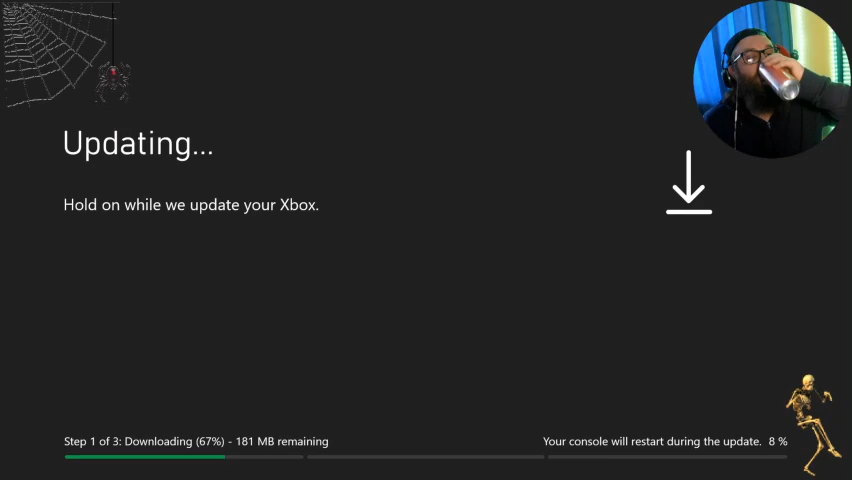 Updating...
Hold on while we update your Xbox.
Step 1 of 3: Downloading (67%) - 181 MB remaining
Your console will restart during the update. 8 %